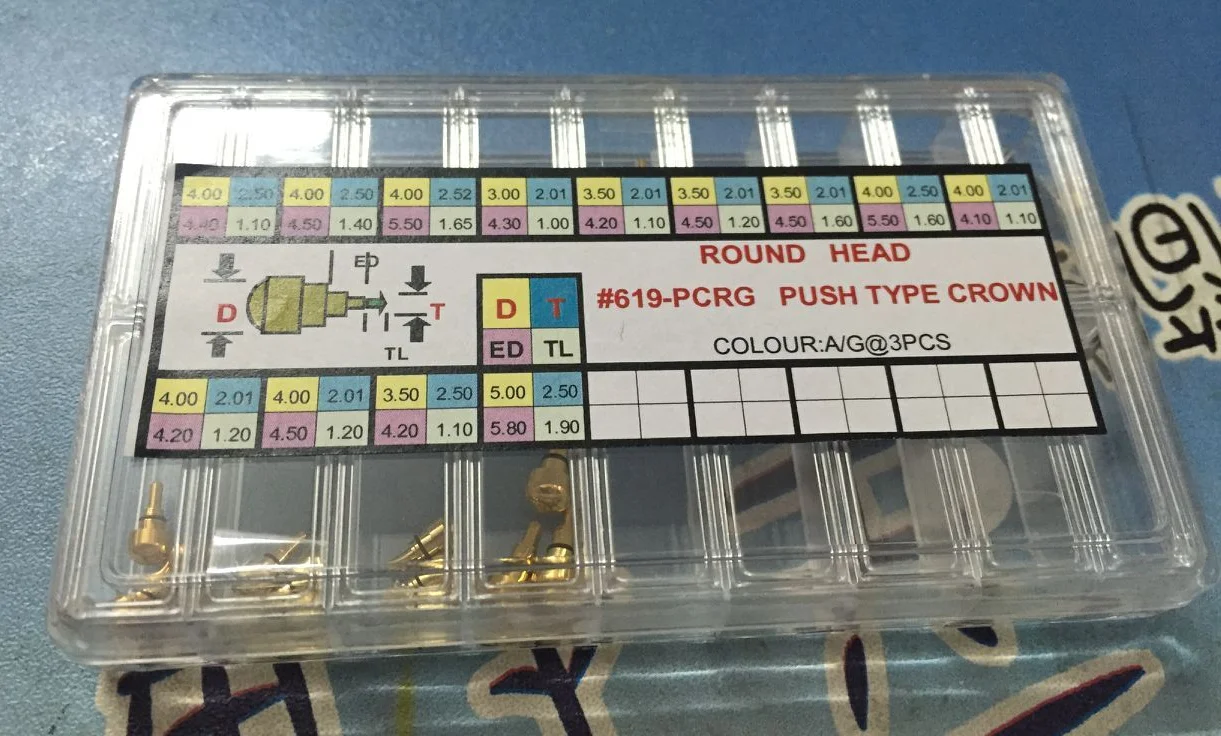 4.00 2.50 4.00 2.50 4.00 2.52 3.00 2.01 3.50 2.01 3.50 2.01 3.50 2.01 4.00 2.50 4.00 2.01
4.40 1.10 4.50 1.40 5.50 1.65 4.30 1.00 4.20 1.10 4.50 1.20 4.50 1.60 5.50 1.60 4.10 1.10
ROUND HEAD
ED
D T
D T
#619-PCRG PUSH TYPE CROWN
TL
ED TL
COLOUR:A/G@3PCS
4.00 2.01 4.00 2.01 3.50 2.50 5.00 2.50
4.20 1.20 4.50 1.20 4.20 1.10 5.80 1.90